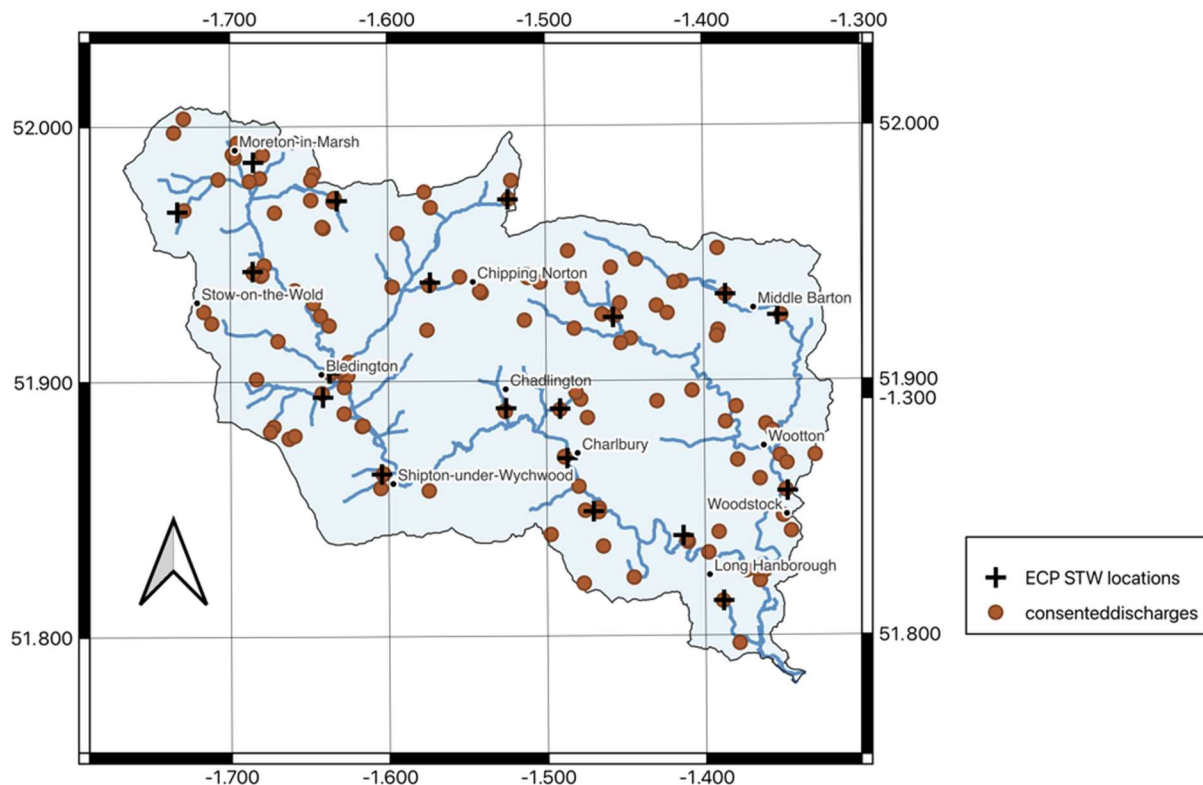 -1.700 -1.600 -1.500 -1.400 -1.300
52.000 52.000
Moreton-in-Marsh
Chipping Norton
Stow-on-the-Wold
Middle Barton
Bledington
51.900 51.900
Chadlington
-1.300
Wootton
Charlbury
Shipton-under-Wychwood
Woodstock
Long Hanborough
ECP STW locations
consenteddischarges
51.800 51.800
-1.700 -1.600 -1.500 -1.400